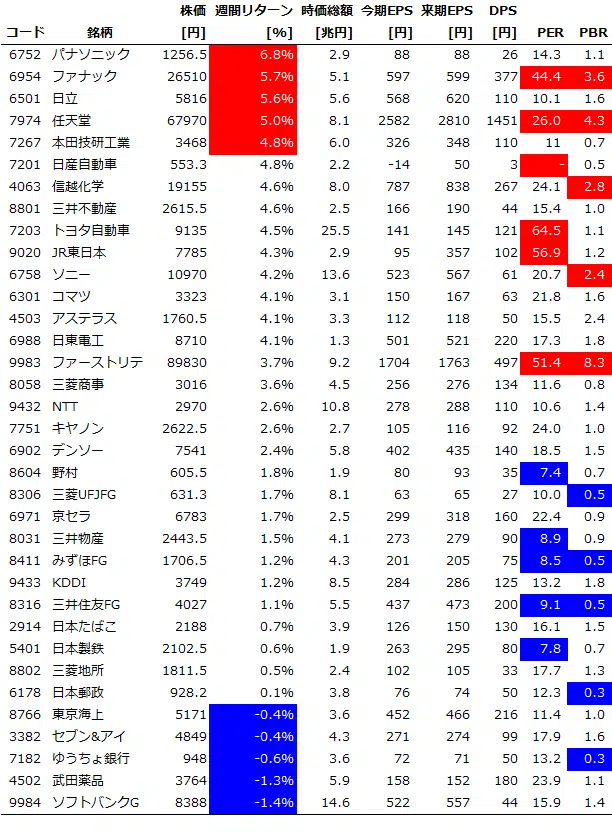 株価 週間リターン 時価総額 今期EPS 来期EPS DPS
コード 銘柄 [円] [%] [兆円] [円] [円] [円] PER PBR
6752 パナソニック 1256.5 6.8% 2.9 88 88 26 14.3 1.1
6954 ファナック 26510 5.7% 5.1 597 599 377 44.4 3.6
6501 日立 5816 5.6% 5.6 568 620 110 10.1 1.6
7974 任天堂 67970 5.0% 8.1 2582 2810 1451 26.0 4.3
7267 本田技研工業 3468 4.8% 6.0 326 348 110 11 0.7
7201 日産自動車 553.3 4.8% 2.2 -14 50 3 - 0.5
4063 信越化学 19155 4.6% 8.0 787 838 267 24.1 2.8
8801 三井不動産 2615.5 4.6% 2.5 166 190 44 15.4 1.0
7203 トヨタ自動車 9135 4.5% 25.5 141 145 121 64.5 1.1
9020 JR東日本 7785 4.3% 2.9 95 357 102 56.9 1.2
6758 ソニー 10970 4.2% 13.6 523 567 61 20.7 2.4
6301 コマツ 3323 4.1% 3.1 150 167 63 21.8 1.6
4503 アステラス 1760.5 4.1% 3.3 112 118 50 15.5 2.4
6988 日東電工 8710 4.1% 1.3 501 521 220 17.3 1.8
9983 ファーストリテ 89830 3.7% 9.2 1704 1763 497 51.4 8.3
8058 三菱商事 3016 3.6% 4.5 256 276 134 11.6 0.8
9432 NTT 2970 2.6% 10.8 278 288 110 10.6 1.4
7751 キヤノン 2622.5 2.6% 2.7 105 116 92 24.0 1.0
6902 デンソー 7541 2.4% 5.8 402 435 140 18.5 1.5
8604 野村 605.5 1.8% 1.9 80 93 35 7.4 0.7
8306 三菱UFJFG 631.3 1.7% 8.1 63 65 27 10.0 0.5
6971 京セラ 6783 1.7% 2.5 299 318 160 22.4 0.9
8031 三井物産 2443.5 1.5% 4.1 273 279 90 8.9 0.9
8411 みずほFG 1706.5 1.2% 4.3 201 205 75 8.5 0.5
9433 KDDI 3749 1.2% 8.5 284 286 125 13.2 1.8
8316 三井住友FG 4027 1.1% 5.5 437 473 200 9.1 0.5
2914 日本たばこ 2188 0.7% 3.9 126 150 130 16.1 1.5
5401 日本製鉄 2102.5 0.6% 1.9 263 295 80 7.8 0.7
8802 三菱地所 1811.5 0.5% 2.4 102 105 33 17.7 1.3
6178 日本郵政 928.2 0.1% 3.8 76 74 50 12.3 0.3
8766 東京海上 5171 -0.4% 3.6 452 466 216 11.4 1.0
3382 セブン&アイ 4849 -0.4% 4.3 271 274 99 17.9 1.6
7182 ゆうちょ銀行 948 -0.6% 3.6 72 71 50 13.2 0.3
4502 武田薬品 3764 -1.3% 5.9 158 152 180 23.9 1.1
9984 ソフトバンクG 8388 -1.4% 14.6 522 557 44 15.9 1.4